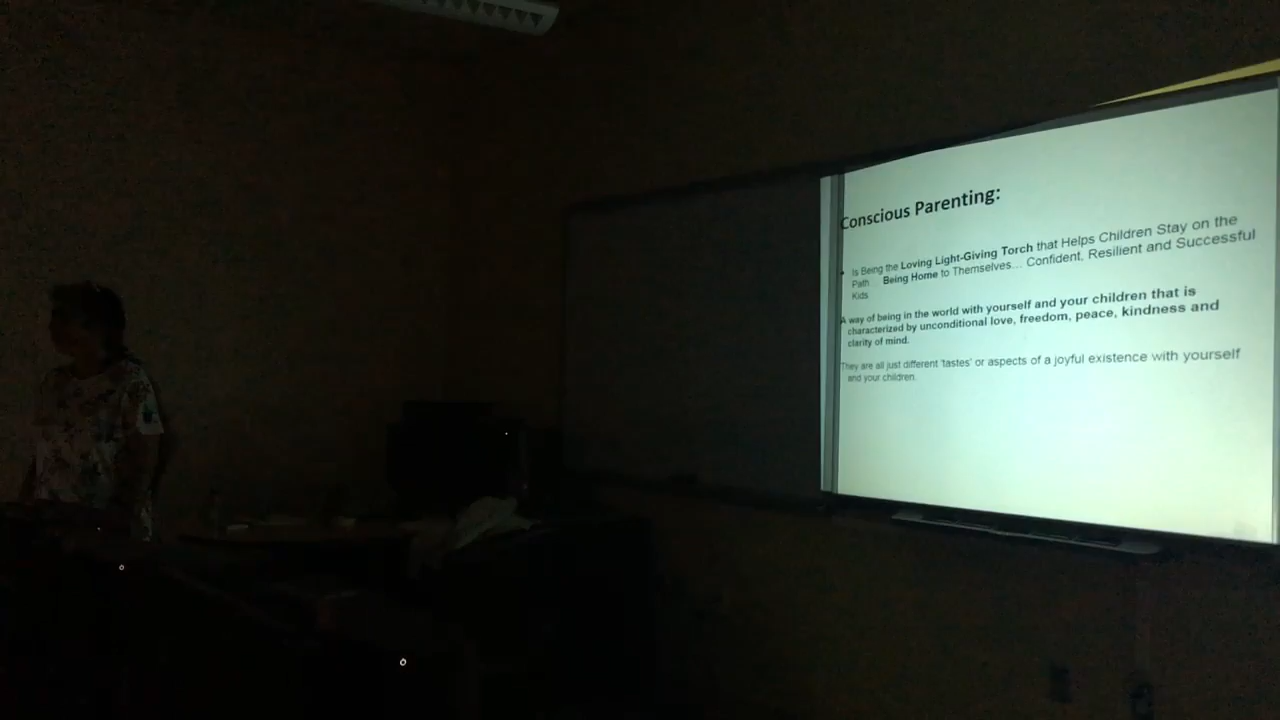 Conscious Parenting:
• Is Being the Loving Light-Giving Torch that Helps Children Stay on the
Path... Being Home to Themselves... Confident, Resilient and Successful
Kids
A way of being in the world with yourself and your children that is
characterized by unconditional love, freedom, peace, kindness and
clarity of mind.
They are all just different 'tastes' or aspects of a joyful existence with yourself
and your children.